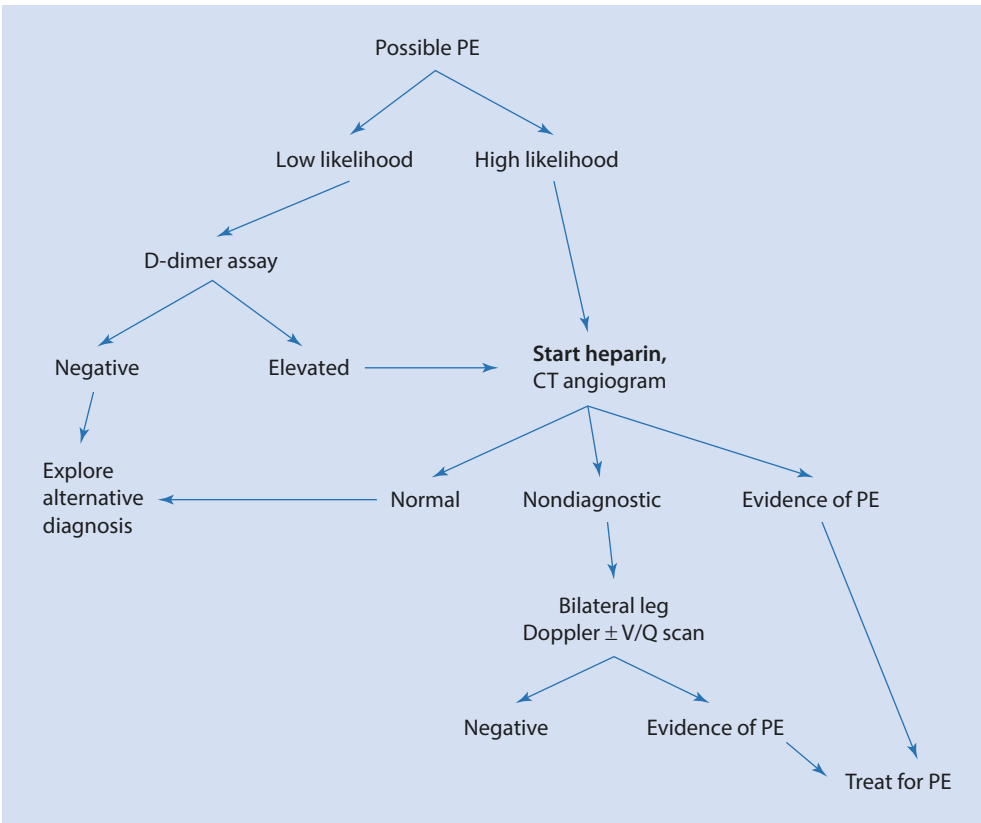 Possible PE
Low likelihood
High likelihood
D-dimer assay
Negative
Elevated
Start heparin,
CT angiogram
Explore
alternative
diagnosis
Normal
Nondiagnostic
Evidence of PE
Bilateral leg
Doppler ± V/Q scan
Negative
Evidence of PE
Treat for PE